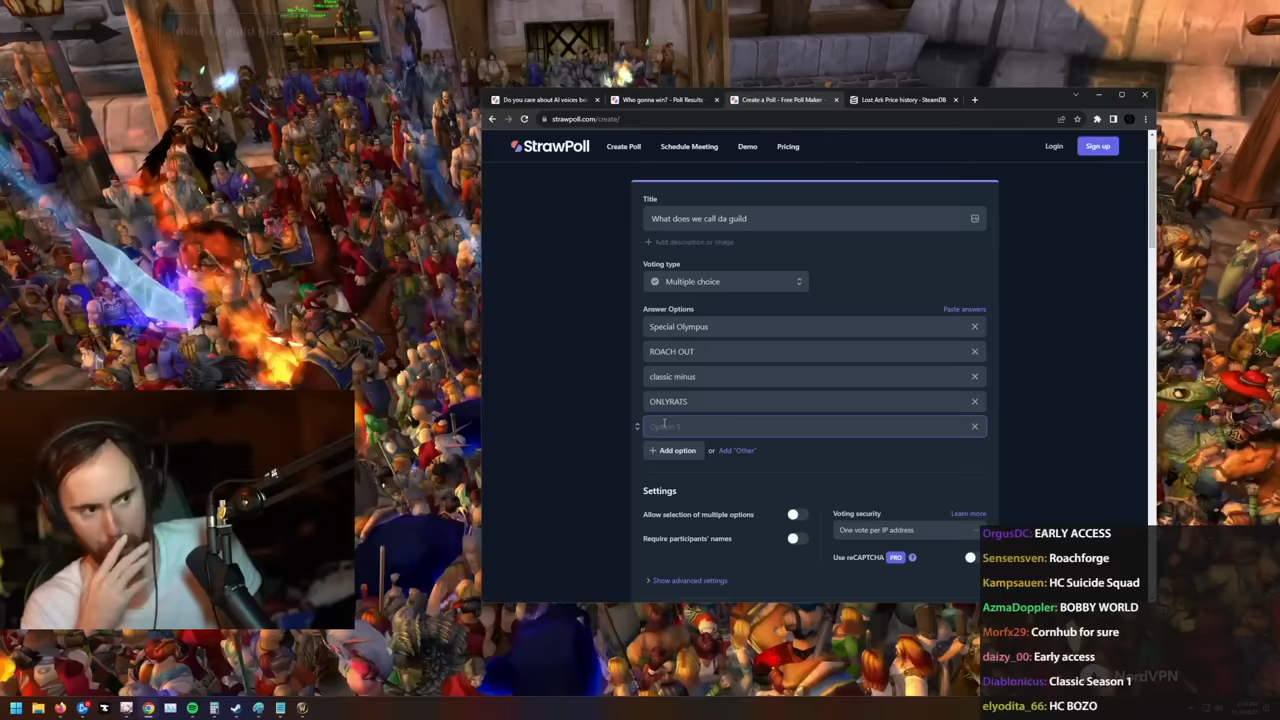 Do you care about AI voices be
Who gonna win? - Poll Results
Create a Poll - Free Poll Maker
Lost Ark Price history - SteamDB
strawpoll.com/create/
StrawPoll
Create Poll
Schedule Meeting
Demo
Pricing
Login
Sign up
Title
What does we call da guild
Add description or image
Voting type
Multiple choice
Answer Options
Paste answers
Special Olympus
ROACH OUT
classic minus
ONLYRATS
Option 5
Add option
or
Add "Other"
Settings
Allow selection of multiple options
Require participants' names
Voting security
Learn more
One vote per IP address
Use reCAPTCHA
PRO
Show advanced settings
OrgusDC: EARLY ACCESS
Sensensven: Roachforge
Kampsauen: HC Suicide Squad
AzmaDoppler: BOBBY WORLD
Morfx29: Cornhub for sure
daizy_00: Early access
Diablonicus: Classic Season 1
elyodita_66: HC BOZO
NordVPN